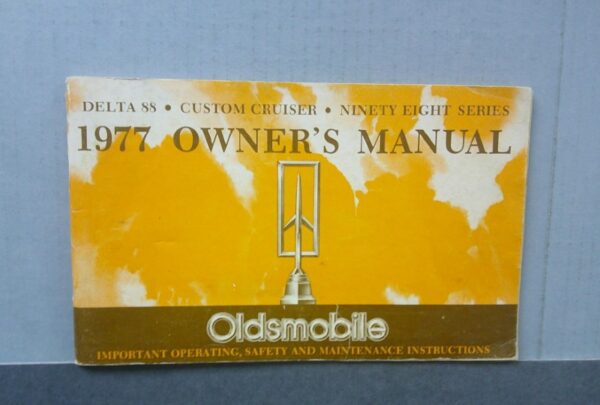 DELTA 88 • CUSTOM CRUISER • NINETY EIGHT SERIES
1977 OWNER'S MANUAL
Oldsmobile
IMPORTANT OPERATING, SAFETY AND MAINTENANCE INSTRUCTIONS